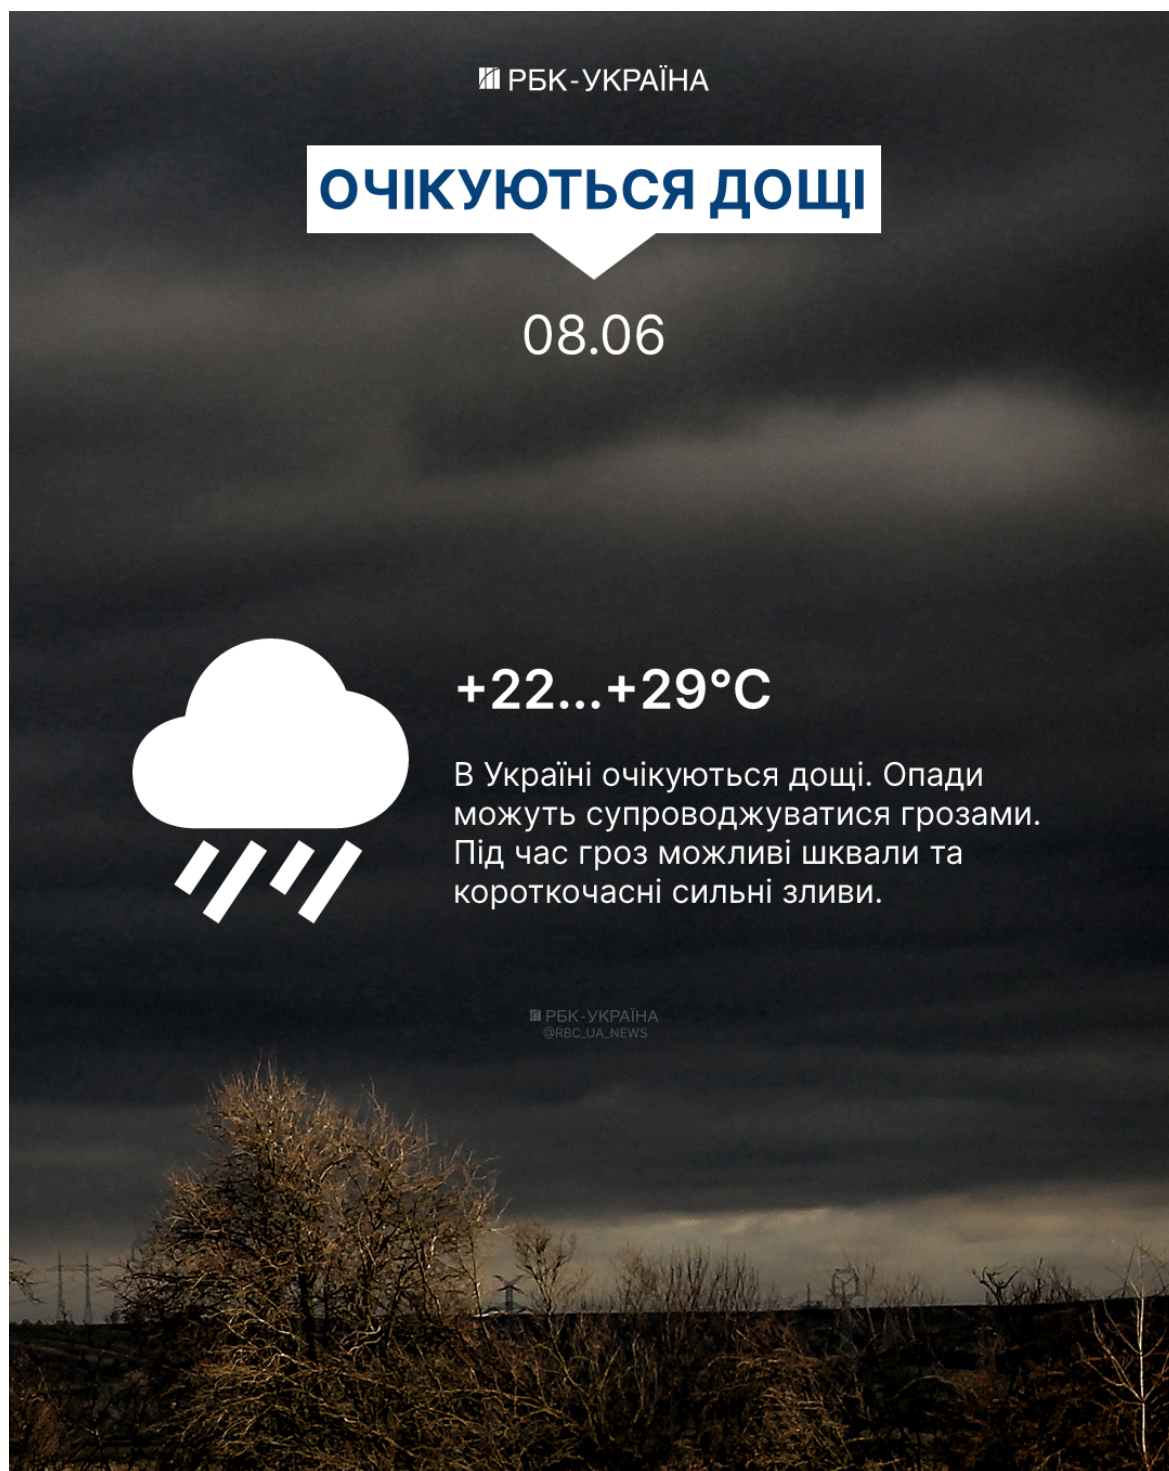 РБК-УКРАЇНА
ОЧІКУЮТЬСЯ ДОЩІ
08.06
+22...+29°C
В Україні очікуються дощі. Опади
можуть супроводжуватися грозами.
Під час гроз можливі шквали та
короткочасні сильні зливи.
РБК-УКРАЇНА
@RBC_UA_NEWS